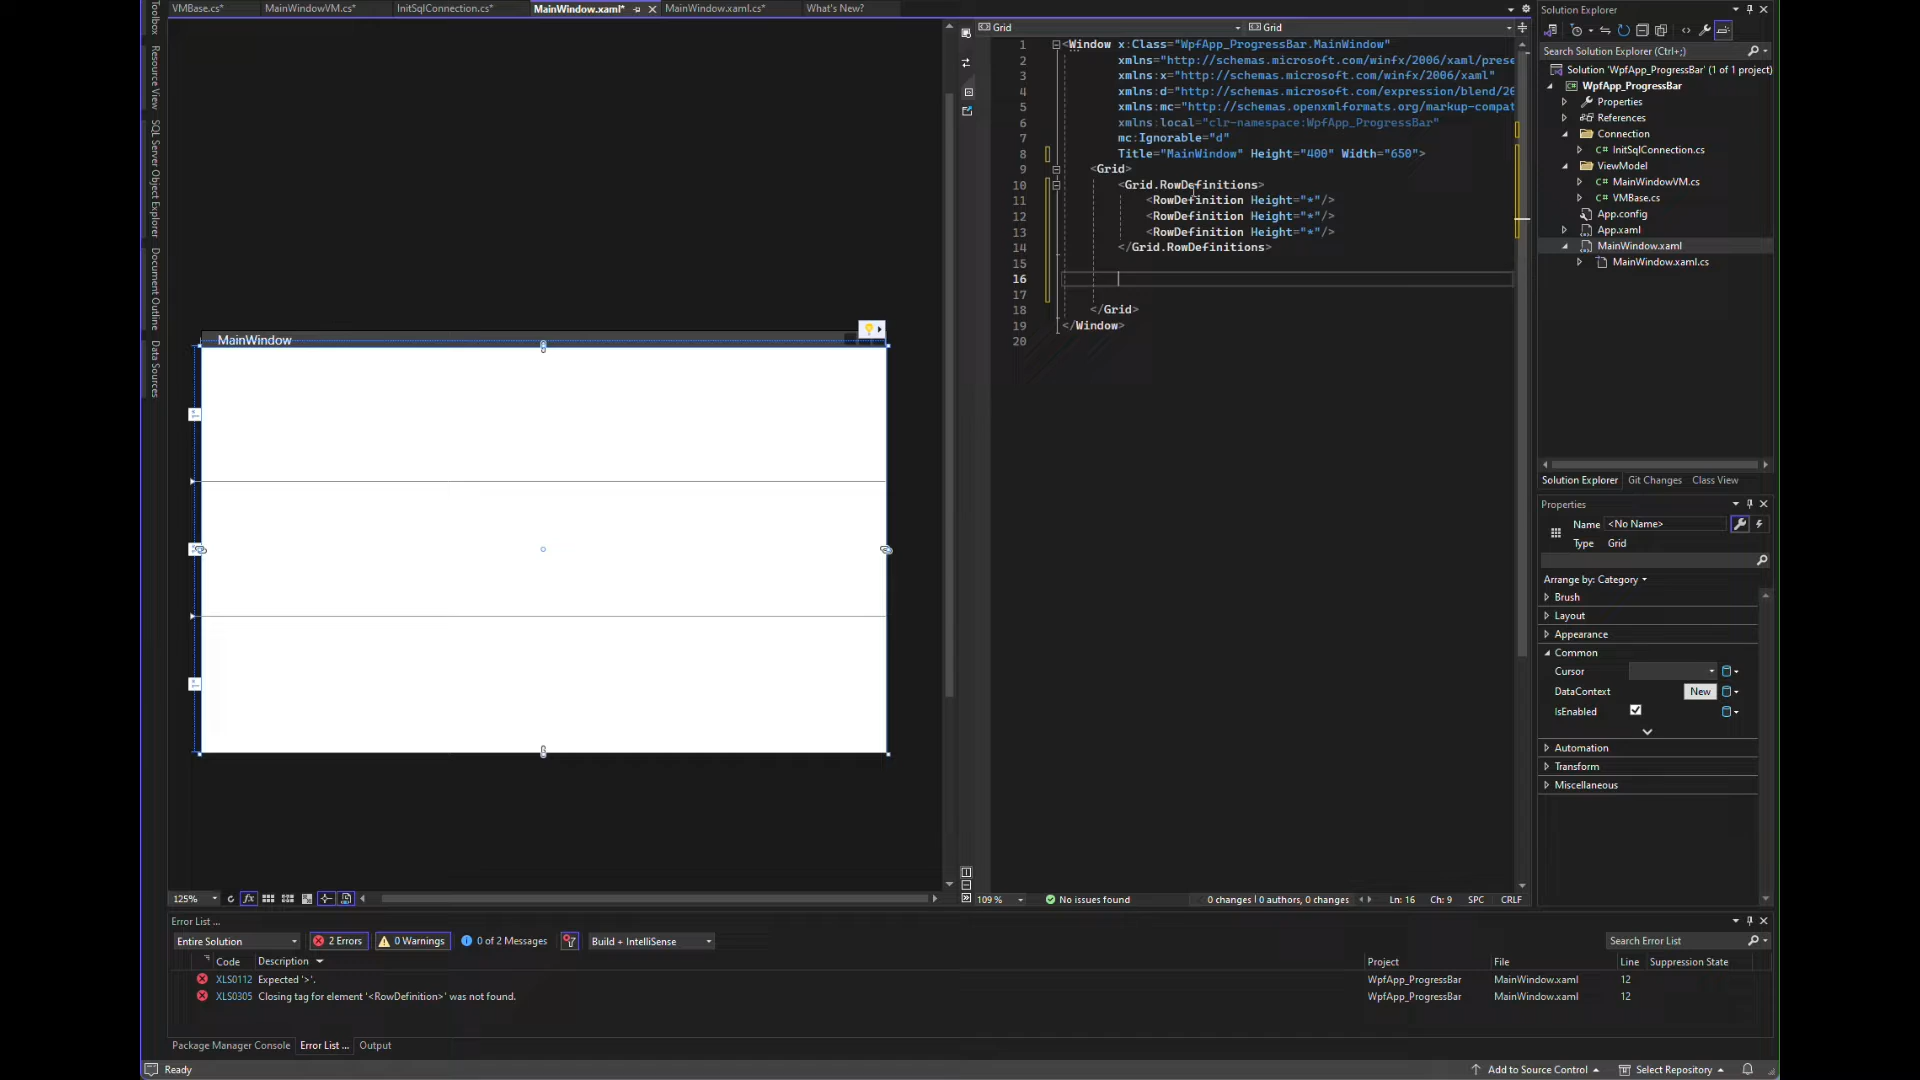 VMBase.cs*
MainWindowVM.cs*
InitSqlConnection.cs*
MainWindow.xaml*
MainWindow.xaml.cs*
What's New?
Toolbox
Resource View
SQL Server Object Explorer
Document Outline
Data Sources
MainWindow
125%
fx
Grid
Grid
1 <Window x:Class="WpfApp_ProgressBar.MainWindow"
2 xmlns="http://schemas.microsoft.com/winfx/2006/xaml/prese
3 xmlns:x="http://schemas.microsoft.com/winfx/2006/xaml"
4 xmlns:d="http://schemas.microsoft.com/expression/blend/20
5 xmlns:mc="http://schemas.openxmlformats.org/markup-compat
6 xmlns:local="clr-namespace:WpfApp_ProgressBar"
7 mc:Ignorable="d"
8 Title="MainWindow" Height="400" Width="650">
9 <Grid>
10 <Grid.RowDefinitions>
11 <RowDefinition Height="*"/>
12 <RowDefinition Height="*"/>
13 <RowDefinition Height="*"/>
14 </Grid.RowDefinitions>
15
16
17
18 </Grid>
19 </Window>
20
109 %
No issues found
0 changes | 0 authors, 0 changes
Ln: 16
Ch: 9
SPC
CRLF
Solution Explorer
Search Solution Explorer (Ctrl+;)
Solution 'WpfApp_ProgressBar' (1 of 1 project)
WpfApp_ProgressBar
Properties
References
Connection
C# InitSqlConnection.cs
ViewModel
C# MainWindowVM.cs
C# VMBase.cs
App.config
App.xaml
MainWindow.xaml
MainWindow.xaml.cs
Solution Explorer
Git Changes
Class View
Properties
Name <No Name>
Type Grid
Arrange by: Category
Brush
Layout
Appearance
Common
Cursor
DataContext New
IsEnabled
Automation
Transform
Miscellaneous
Error List ...
Entire Solution
2 Errors
0 Warnings
0 of 2 Messages
Build + IntelliSense
Search Error List
Code Description Project File Line Suppression State
XLS0112 Expected '>'. WpfApp_ProgressBar MainWindow.xaml 12
XLS0305 Closing tag for element '<RowDefinition>' was not found. WpfApp_ProgressBar MainWindow.xaml 12
Package Manager Console
Error List ...
Output
Ready
Add to Source Control
Select Repository